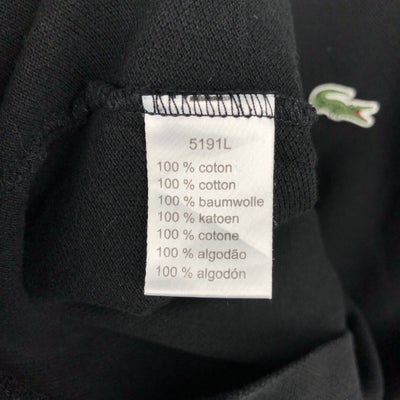 5191L
100 % coton
100 % cotton
100 % baumwolle
100 % katoen
100 % cotone
100 % algodão
100 % algodón